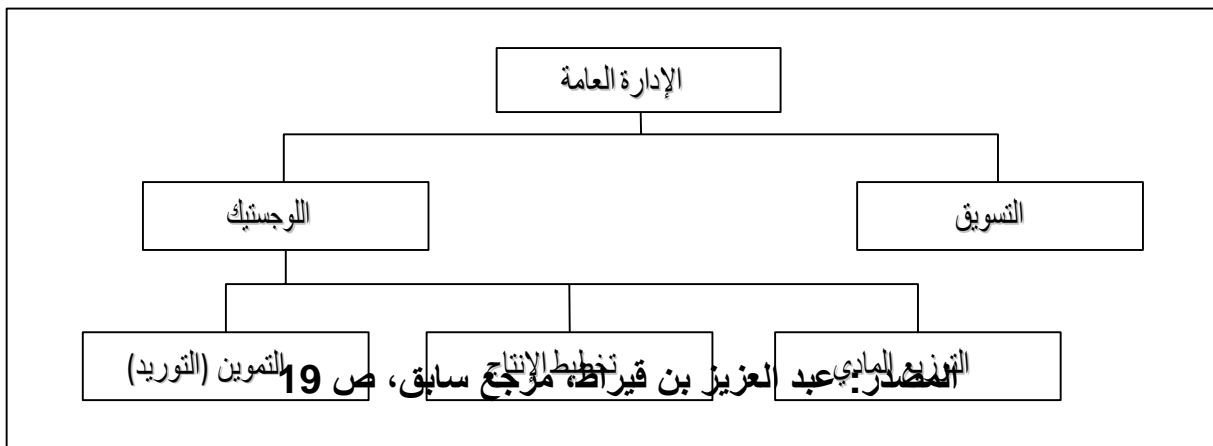 الإدارة العامة
التسويق
اللوجستيك
التوزيع المادي
تخطيط الإنتاج
التموين (التوريد)
المصدر: عبد العزيز بن قيراط، مرجع سابق، ص 19